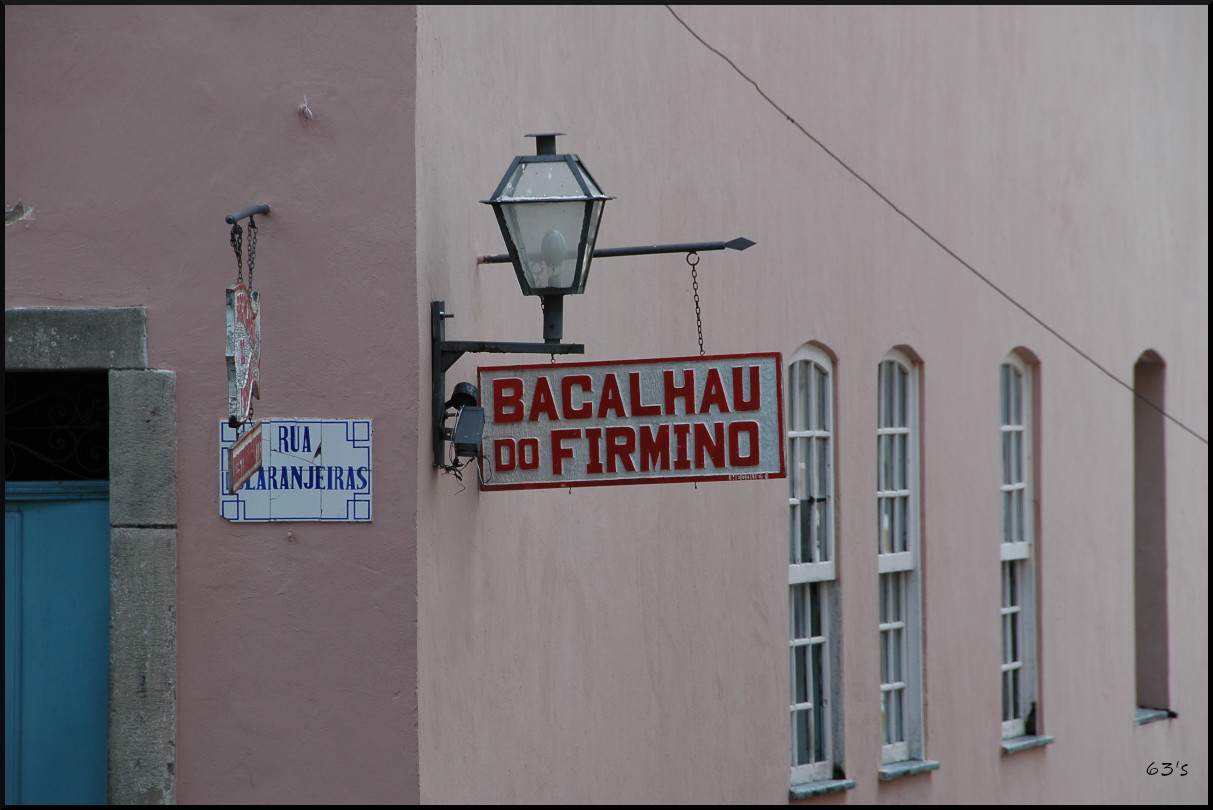 RUA
LARANJEIRAS
BACALHAU
DO FIRMINO
63's